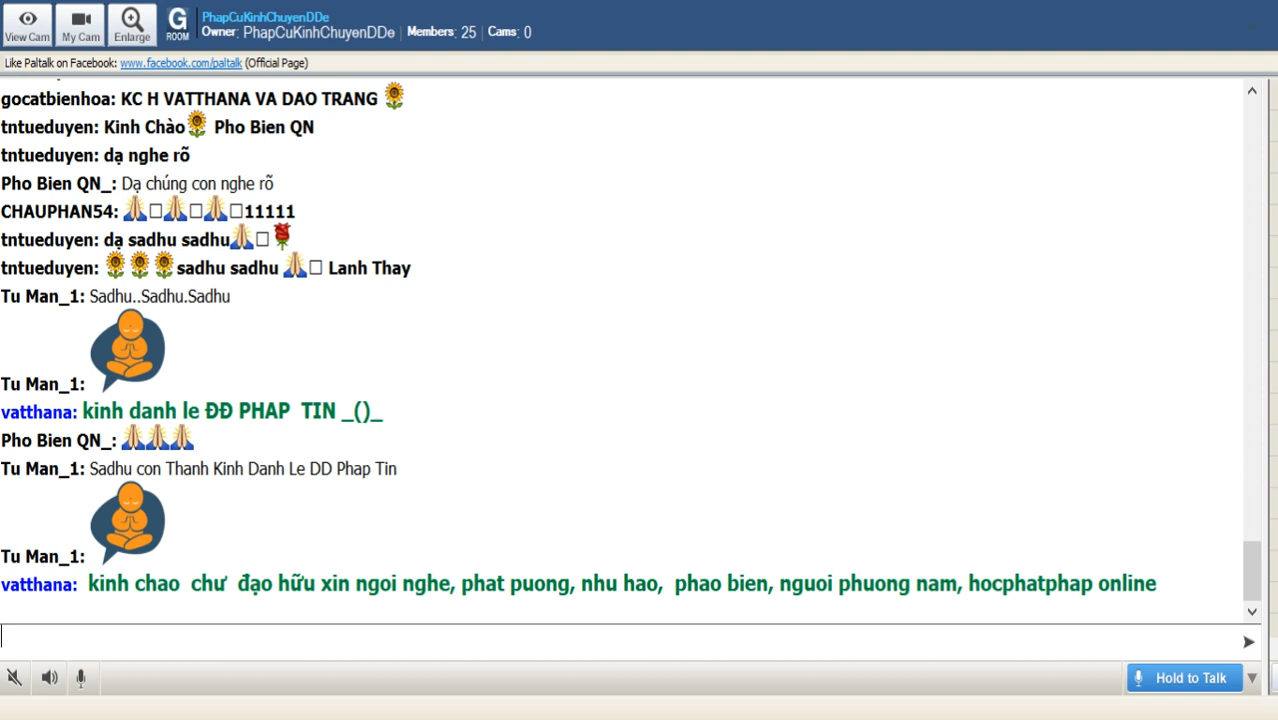 View Cam
My Cam
Enlarge
G
ROOM
PhapCuKinhChuyenDDe
Owner: PhapCuKinhChuyenDDe Members: 25 Cams: 0
Like Paltalk on Facebook: www.facebook.com/paltalk (Official Page)
gocatbienhoa: KC H VATTHANA VA DAO TRANG 🌻
tntueduyen: Kinh Chào🌻 Pho Bien QN
tntueduyen: dạ nghe rõ
Pho Bien QN_: Dạ chúng con nghe rõ
CHAUPHAN54: 🙏□🙏□🙏□11111
tntueduyen: dạ sadhu sadhu🙏□🌹
tntueduyen: 🌻🌻🌻sadhu sadhu 🙏□ Lanh Thay
Tu Man_1: Sadhu..Sadhu.Sadhu
Tu Man_1:
vatthana: kinh danh le ĐĐ PHAP TIN _()_
Pho Bien QN_: 🙏🙏🙏
Tu Man_1: Sadhu con Thanh Kinh Danh Le DD Phap Tin
Tu Man_1:
vatthana: kinh chao chư đạo hữu xin ngoi nghe, phat puong, nhu hao, phao bien, nguoi phuong nam, hocphatphap online
Hold to Talk